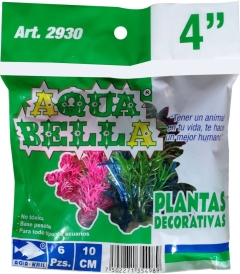 Art. 2930
4”
AQUA
BELLA®
"Tener un animal
en tu vida, te hace
un mejor humano"
PLANTAS
DECORATIVAS
- No tóxico
- Base pesada
- Para todo tipo de acuarios
6
Pzs.
10
CM